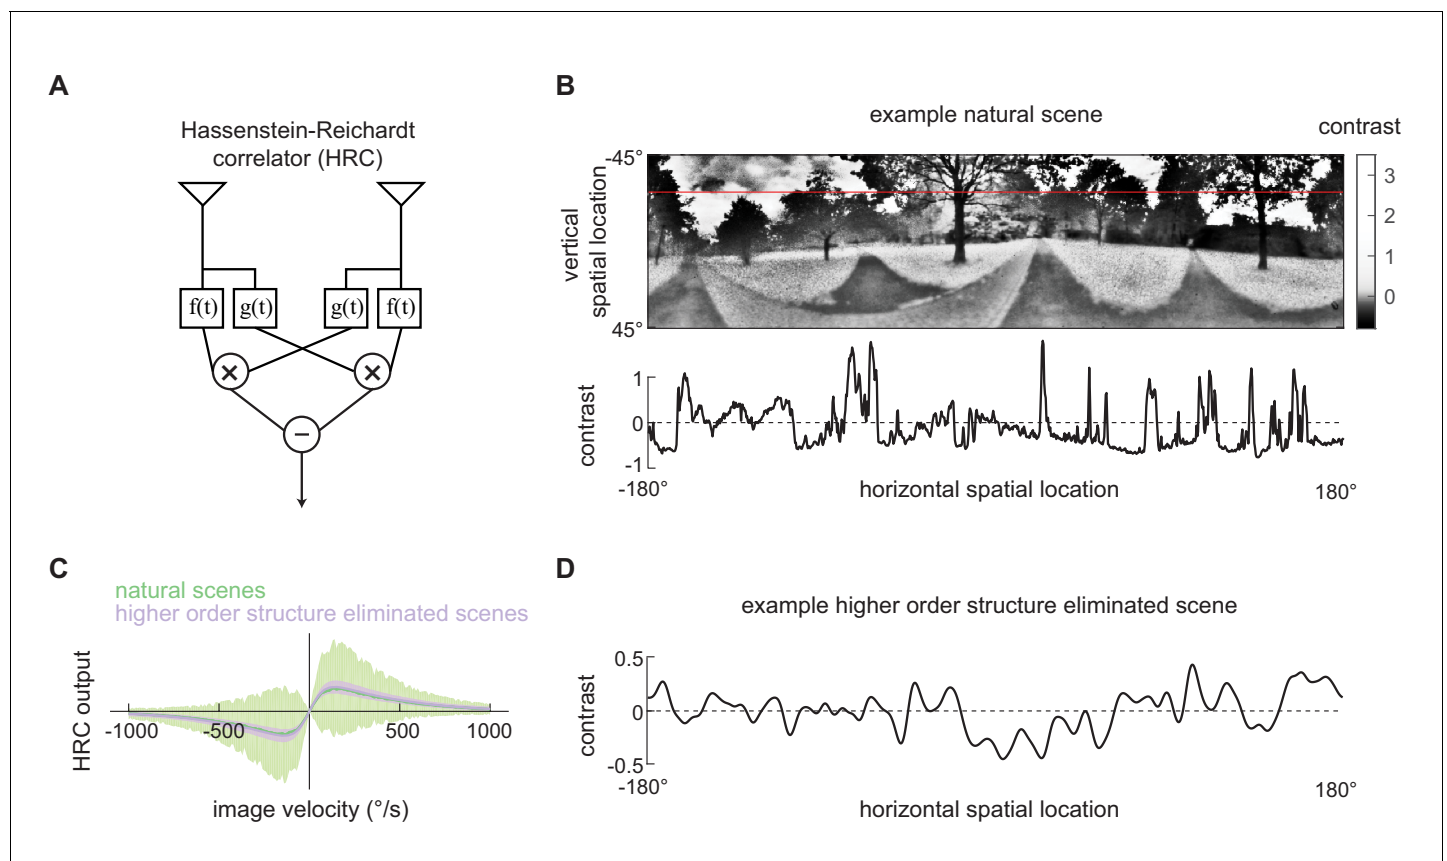 A
Hassenstein-Reichardt
correlator (HRC)
f(t)
g(t)
g(t)
f(t)
×
×
−
B
example natural scene
contrast
-45°
45°
vertical
spatial location
3
2
1
0
contrast
1
0
-1
-180°
horizontal spatial location
180°
C
natural scenes
higher order structure eliminated scenes
HRC output
-1000
-500
500
1000
image velocity (°/s)
D
example higher order structure eliminated scene
contrast
0.5
0
-0.5
-180°
horizontal spatial location
180°